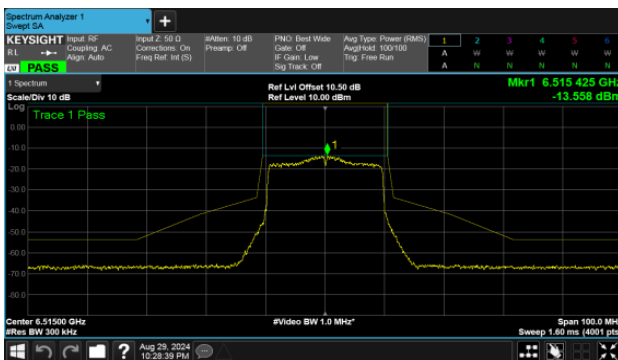 Spectrum Analyzer 1
Swept SA
KEYSIGHT
R L
LXI PASS
Input: RF
Coupling: AC
Align: Auto
Input Z: 50 Ω
Corrections: On
Freq Ref: Int (S)
#Atten: 10 dB
Preamp: Off
PNO: Best Wide
Gate: Off
IF Gain: Low
Sig Track: Off
Avg Type: Power (RMS)
Avg|Hold: 100/100
Trig: Free Run
1 2 3 4 5 6
A W W W W W
A N N N N N
1 Spectrum
Scale/Div 10 dB
Ref Lvl Offset 10.50 dB
Ref Level 10.00 dBm
Mkr1 6.515 425 GHz
-13.558 dBm
Log
Trace 1 Pass
1
0.00
-10.0
-20.0
-30.0
-40.0
-50.0
-60.0
-70.0
-80.0
Center 6.51500 GHz
#Res BW 300 kHz
#Video BW 1.0 MHz*
Span 100.0 MH
Sweep 1.60 ms (4001 pts
Aug 29, 2024
10:28:39 PM